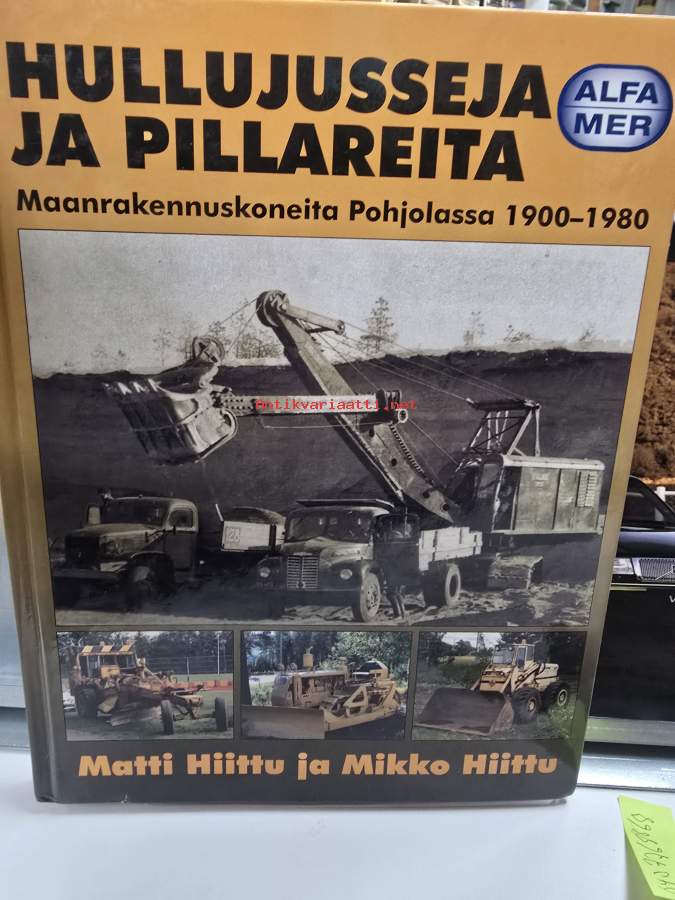 HULLUJUSSEJA
JA PILLAREITA
ALFA
MER
Maanrakennuskoneita Pohjolassa 1900–1980
Antikvariaatti.net
Matti Hiittu ja Mikko Hiittu